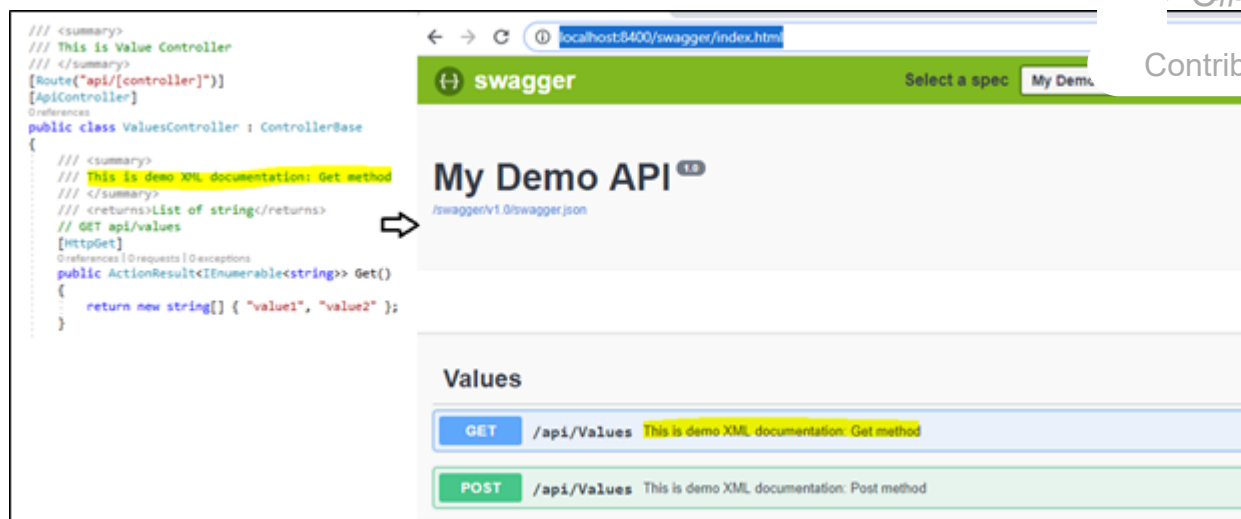 /// <summary>
/// This is Value Controller
/// </summary>
[Route("api/[controller]")]
[ApiController]
0 references
public class ValuesController : ControllerBase
{
/// <summary>
/// This is demo XML documentation: Get method
/// </summary>
/// <returns>List of string</returns>
// GET api/values
[HttpGet]
0 references | 0 requests | 0 exceptions
public ActionResult<IEnumerable<string>> Get()
{
return new string[] { "value1", "value2" };
}
localhost:8400/swagger/index.html
Contrib
swagger
Select a spec
My Demo
My Demo API 1.0
/swagger/v1.0/swagger.json
Values
GET /api/Values This is demo XML documentation: Get method
POST /api/Values This is demo XML documentation: Post method